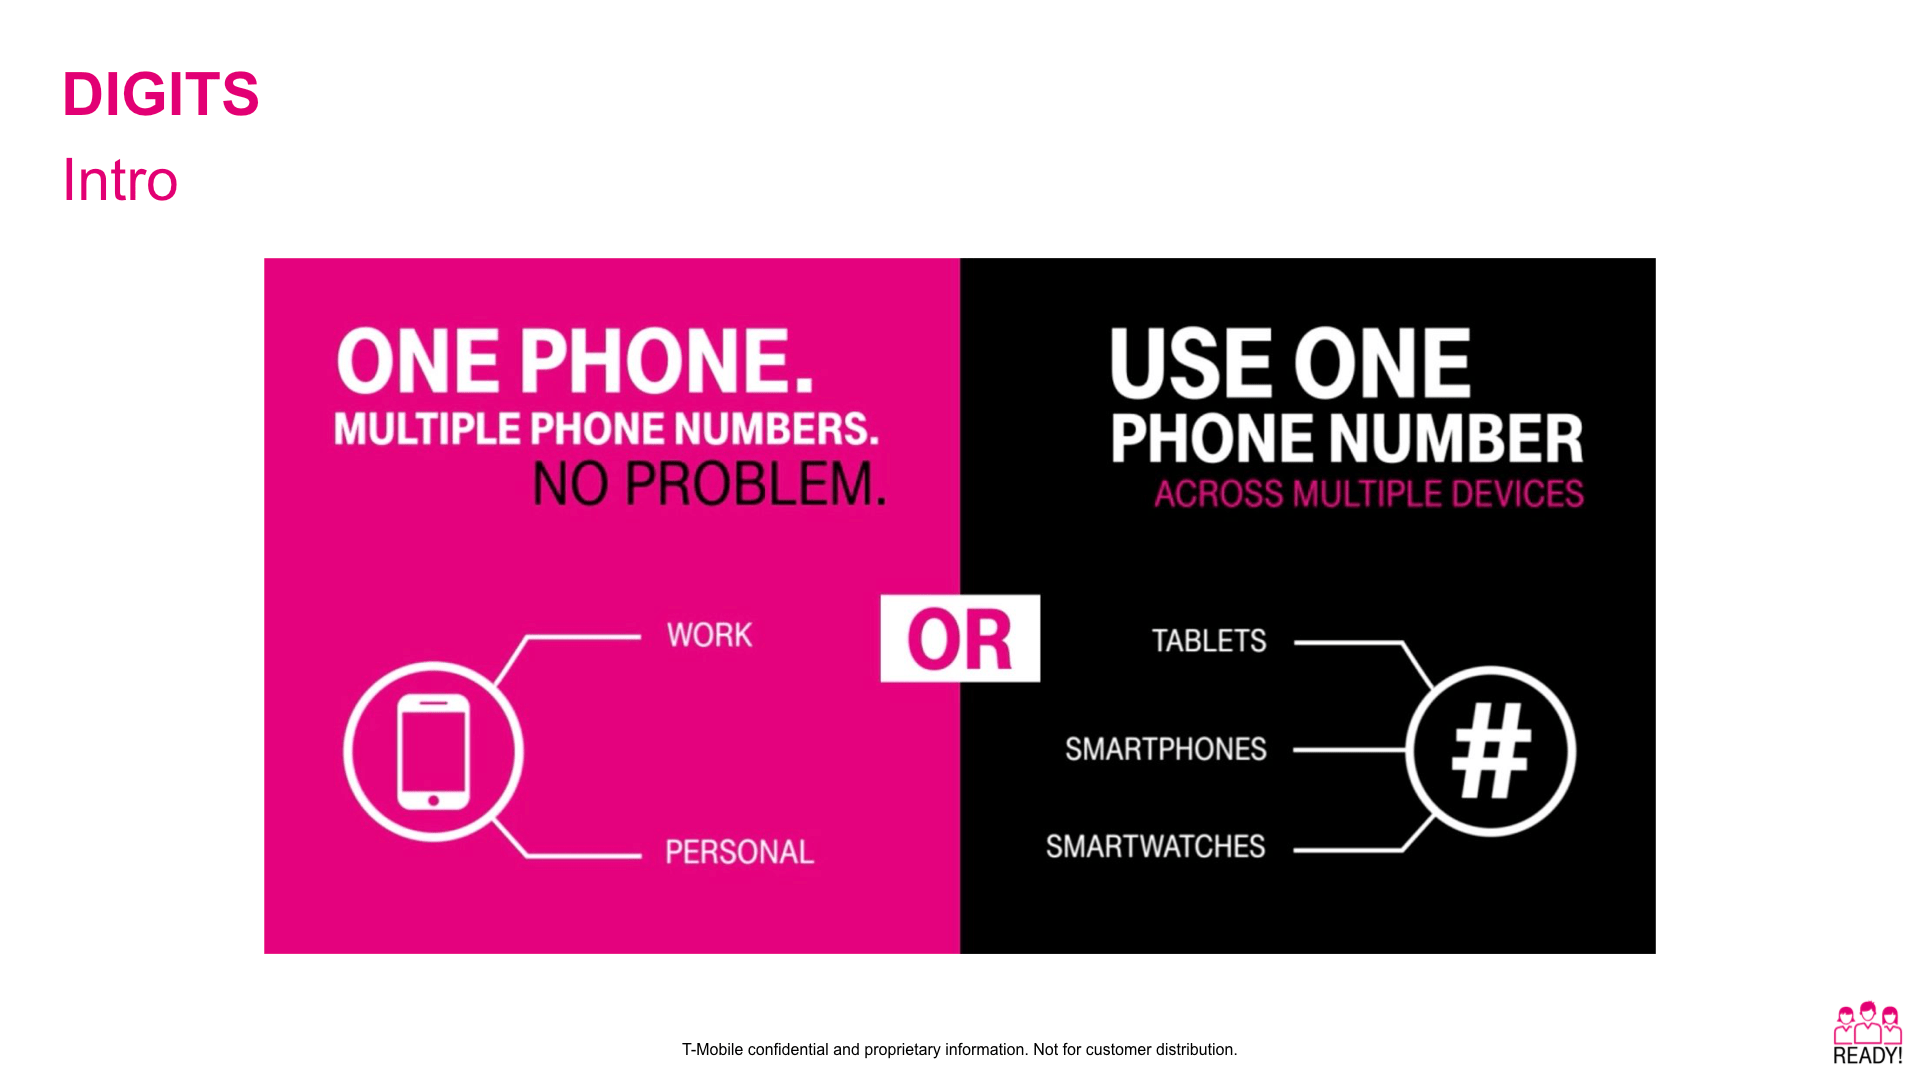 DIGITS
Intro
ONE PHONE.
MULTIPLE PHONE NUMBERS.
NO PROBLEM.
WORK
PERSONAL
OR
USE ONE
PHONE NUMBER
ACROSS MULTIPLE DEVICES
TABLETS
SMARTPHONES
SMARTWATCHES
#
T-Mobile confidential and proprietary information. Not for customer distribution.
READY!